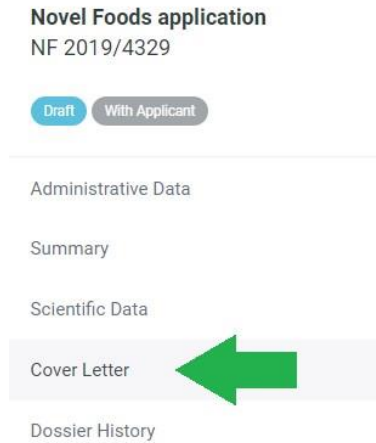 Novel Foods application
NF 2019/4329
Draft With Applicant
Administrative Data
Summary
Scientific Data
Cover Letter
Dossier History